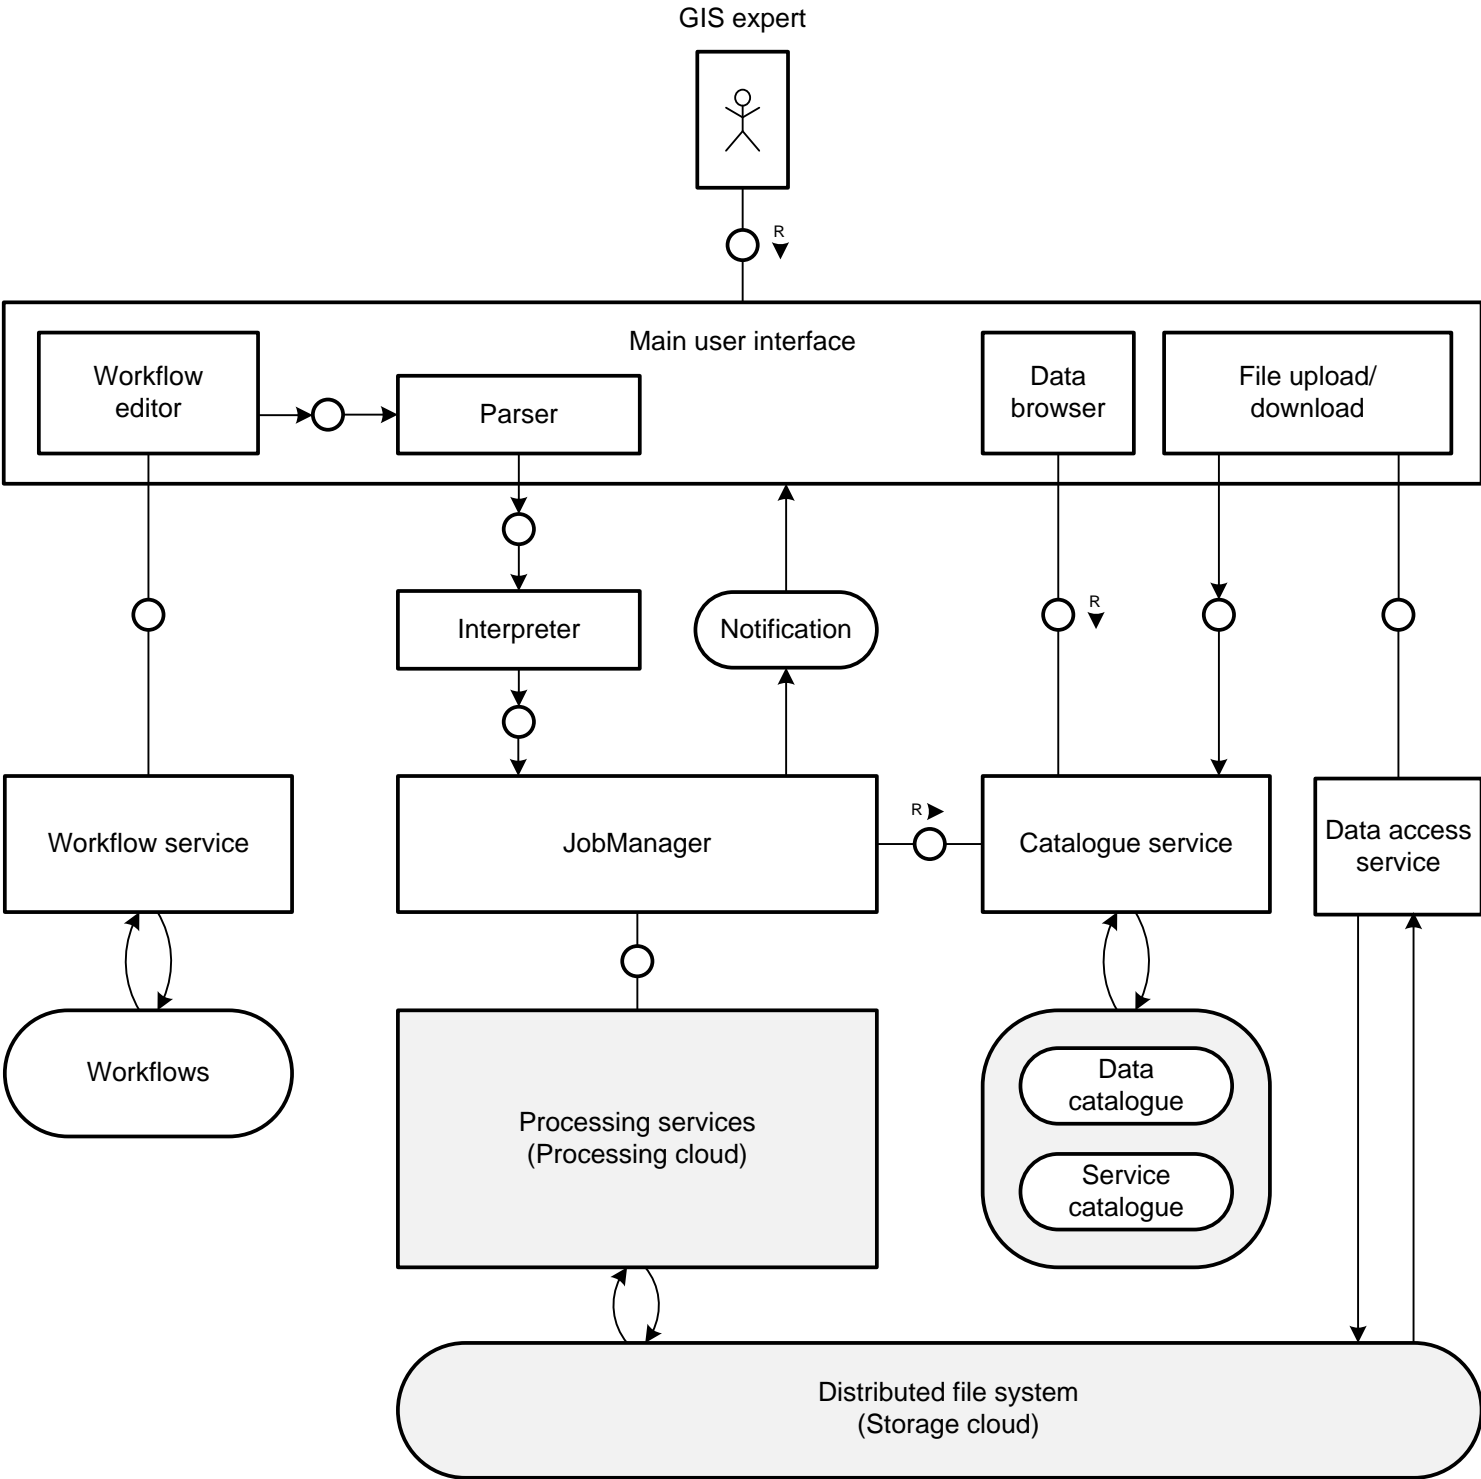 GIS expert
R
Main user interface
Workflow
editor
Parser
Data
browser
File upload/
download
Interpreter
Notification
R
Workflow service
JobManager
R
Catalogue service
Data access
service
Workflows
Processing services
(Processing cloud)
Data
catalogue
Service
catalogue
Distributed file system
(Storage cloud)